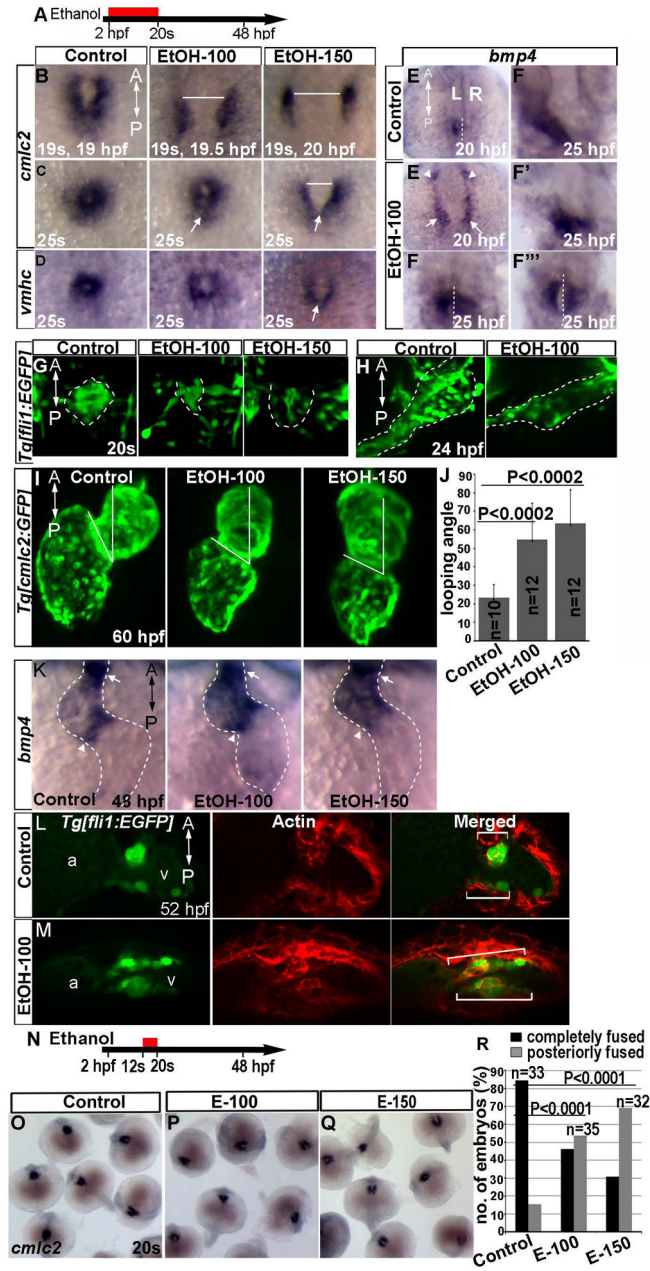 A Ethanol
2 hpf 20s 48 hpf
Control EtOH-100 EtOH-150
cmlc2
B A P
19s, 19 hpf 19s, 19.5 hpf 19s, 20 hpf
C
25s 25s 25s
vmhc
D
25s 25s 25s
bmp4
Control
E A P L R
20 hpf
F
25 hpf
EtOH-100
E'
20 hpf
F'
25 hpf
F''
25 hpf
F'''
25 hpf
Tg[fli1:EGFP]
Control EtOH-100 EtOH-150
G A P
20s
Control EtOH-100
H A P
24 hpf
Tg[cmlc2:GFP]
I A P Control EtOH-100 EtOH-150
60 hpf
J
looping angle
P<0.0002
P<0.0002
90
80
70
60
50
40
30
20
10
0
n=10 n=12 n=12
Control EtOH-100 EtOH-150
bmp4
K A P
Control 48 hpf EtOH-100 EtOH-150
Control
L Tg[fli1:EGFP] A P Actin Merged
a v
52 hpf
EtOH-100
M
a v
N Ethanol
2 hpf 12s 20s 48 hpf
Control E-100 E-150
O P Q
cmlc2 20s
R
completely fused
posteriorly fused
no. of embryos (%)
n=33 P<0.0001
P<0.0001 n=32
n=35
90
80
70
60
50
40
30
20
10
0
Control E-100 E-150